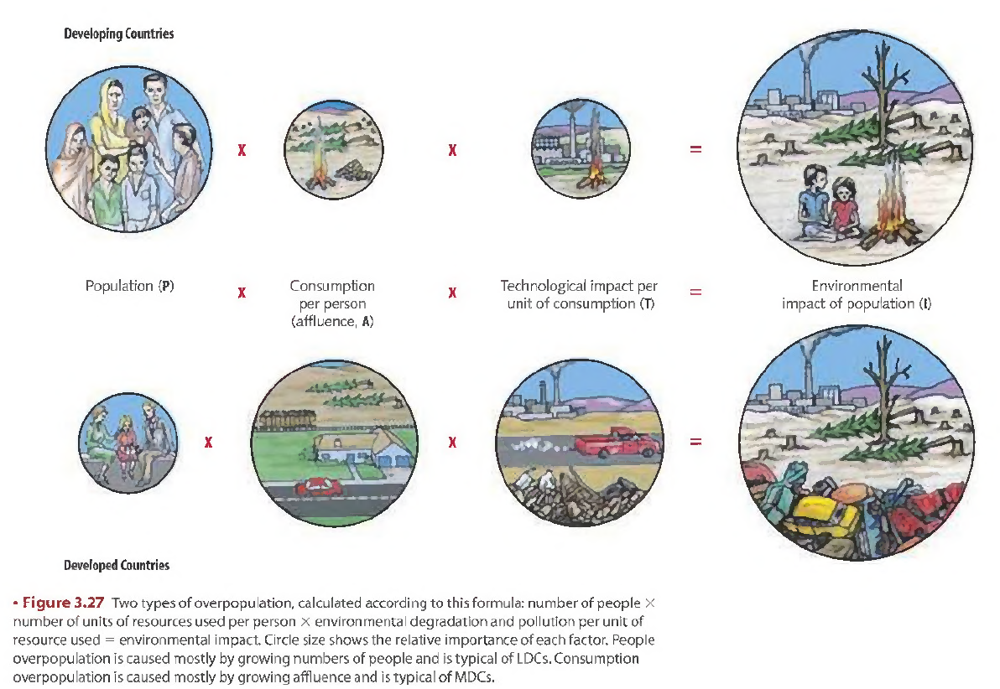 Developing Countries
X X =
Population (P) X Consumption per person (affluence, A) X Technological impact per unit of consumption (T) = Environmental impact of population (I)
X X =
Developed Countries
• Figure 3.27 Two types of overpopulation, calculated according to this formula: number of people ×
number of units of resources used per person × environmental degradation and pollution per unit of
resource used = environmental impact. Circle size shows the relative importance of each factor. People
overpopulation is caused mostly by growing numbers of people and is typical of LDCs. Consumption
overpopulation is caused mostly by growing affluence and is typical of MDCs.